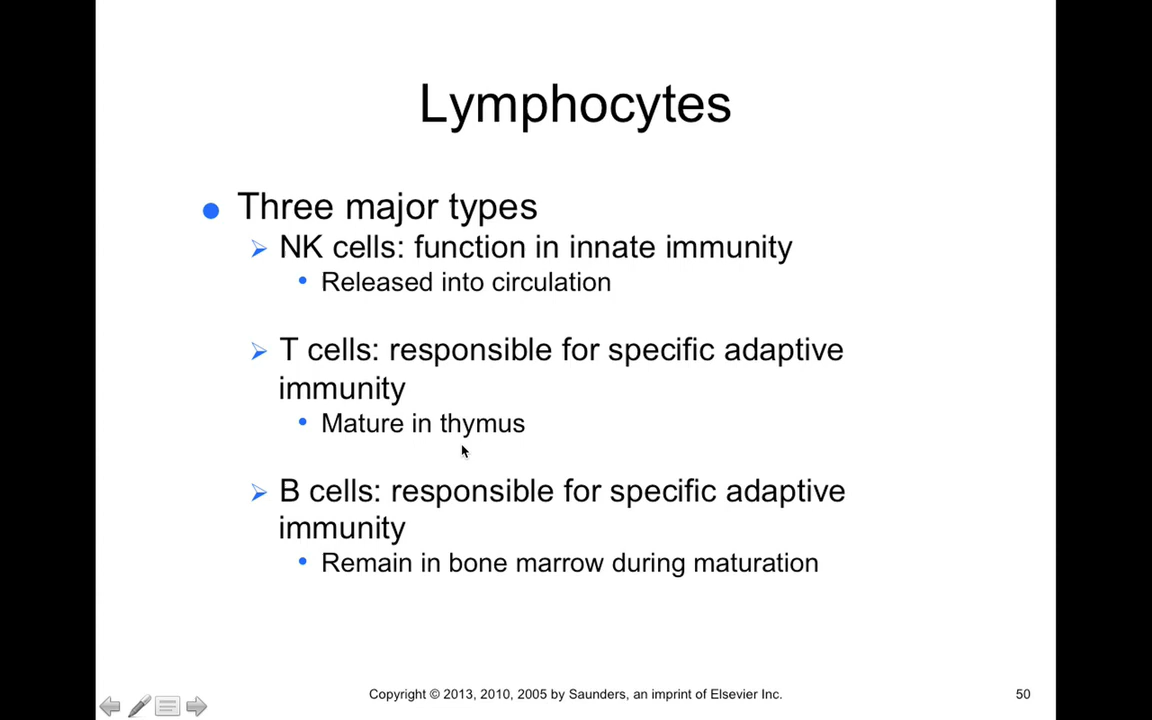 Lymphocytes
Three major types
NK cells: function in innate immunity
Released into circulation
T cells: responsible for specific adaptive
immunity
Mature in thymus
B cells: responsible for specific adaptive
immunity
Remain in bone marrow during maturation
Copyright © 2013, 2010, 2005 by Saunders, an imprint of Elsevier Inc.
50